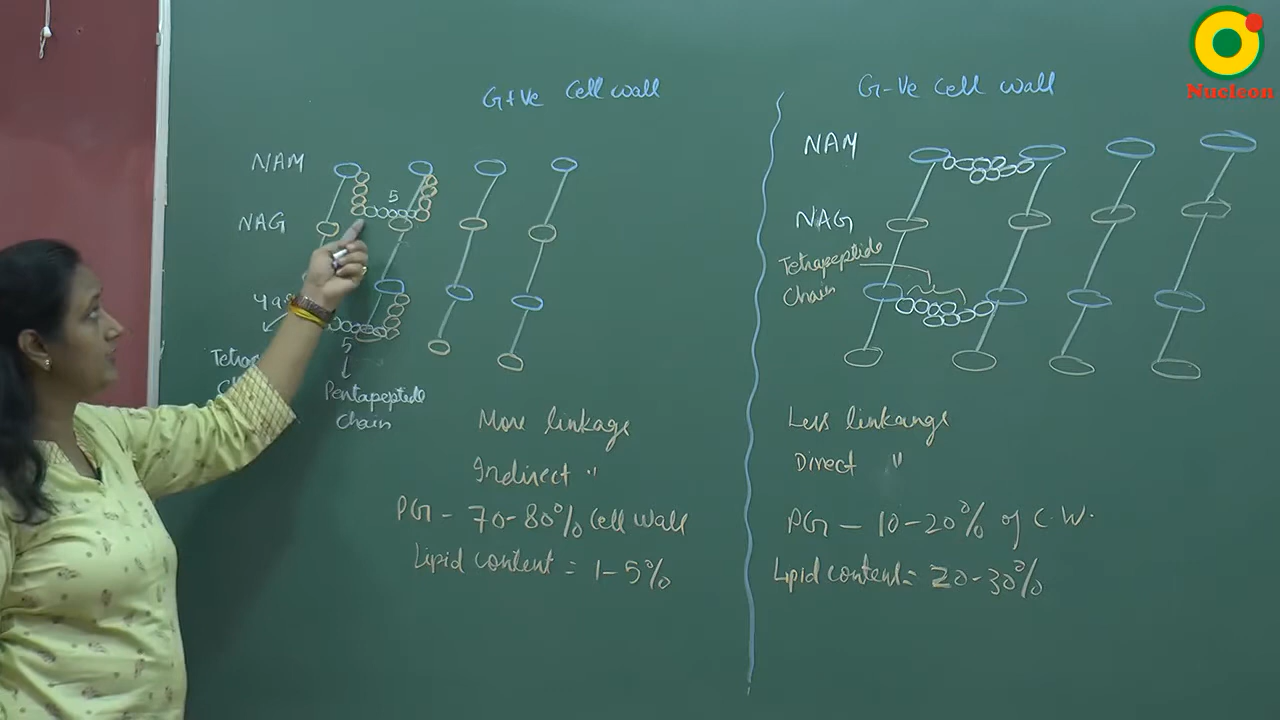 Nucleon
G+Ve Cell wall
NAM
5
NAG
5
Pentapeptide
Chain
More linkage
Indirect "
PG - 70-80% Cell wall
Lipid content = 1-5%
G-Ve Cell wall
NAM
NAG
Tetrapeptide
Chain
Less linkange
Direct "
PG - 10-20% of C.W.
Lipid content = 20-30%